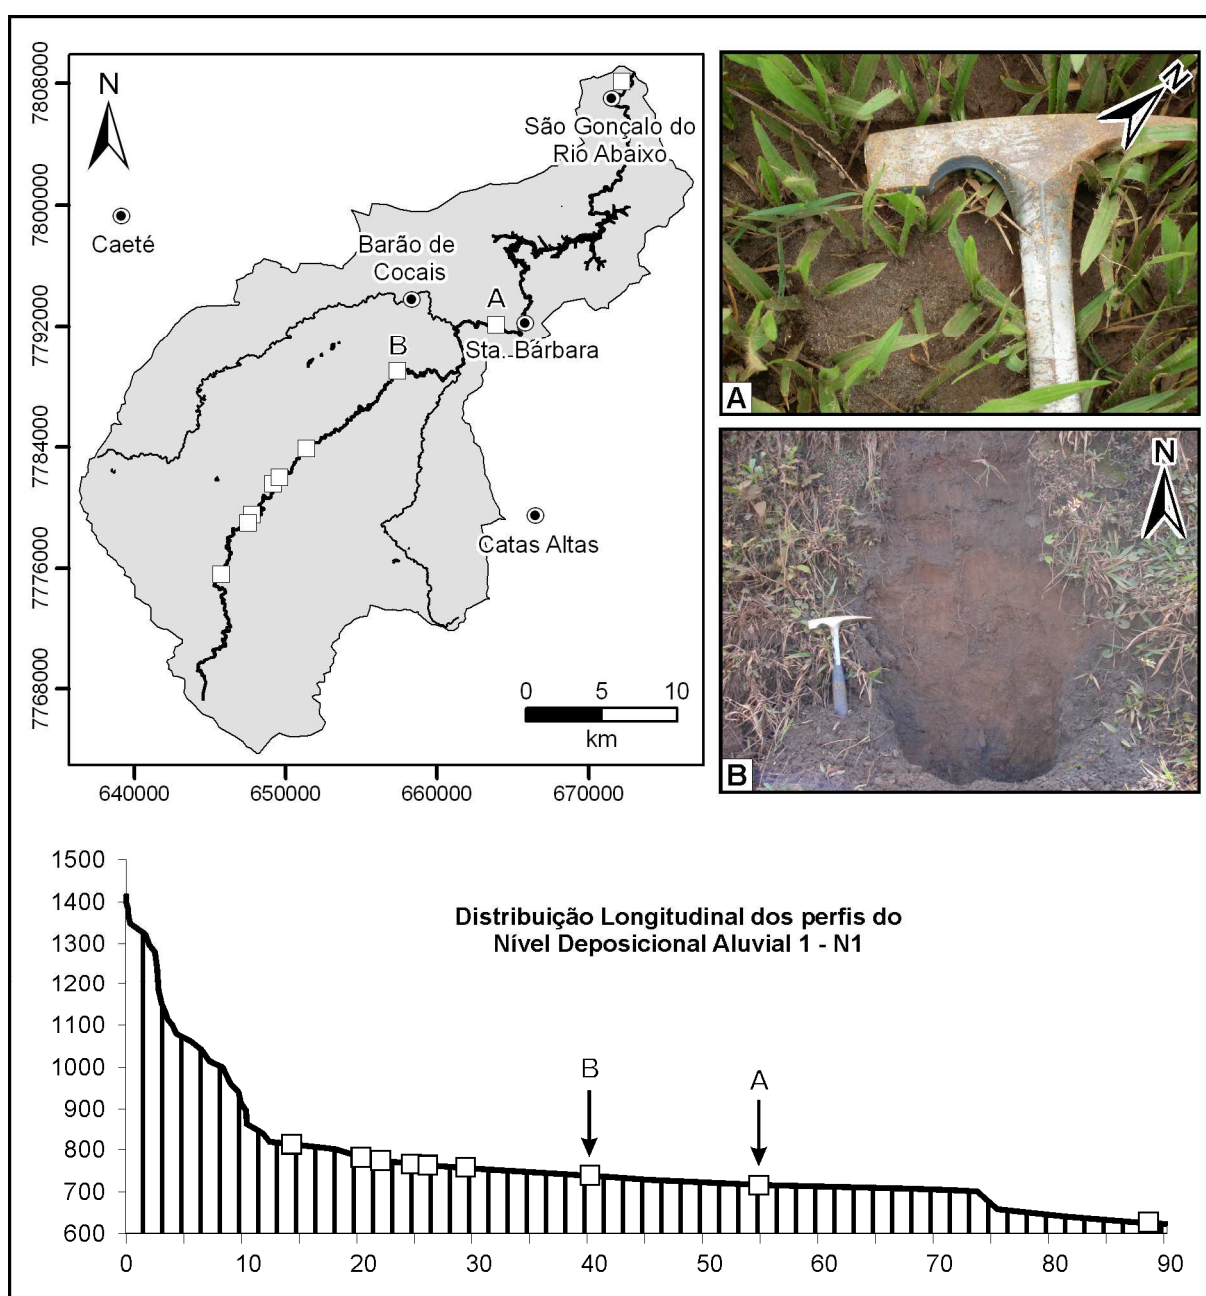 N
7808000
7800000
7792000
7784000
7776000
7768000
São Gonçalo do
Rio Abaixo
Caeté
Barão de
Cocais
A
Sta. Bárbara
B
Catas Altas
0 5 10
km
640000 650000 660000 670000
N
A
N
B
Distribuição Longitudinal dos perfis do
Nível Deposicional Aluvial 1 - N1
1500
1400
1300
1200
1100
1000
900
800
700
600
B
A
0 10 20 30 40 50 60 70 80 90